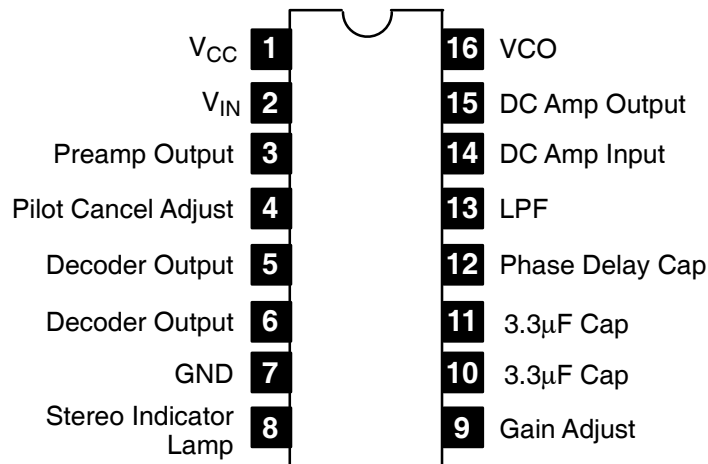 V_CC 1
V_IN 2
Preamp Output 3
Pilot Cancel Adjust 4
Decoder Output 5
Decoder Output 6
GND 7
Stereo Indicator
Lamp 8
16 VCO
15 DC Amp Output
14 DC Amp Input
13 LPF
12 Phase Delay Cap
11 3.3μF Cap
10 3.3μF Cap
9 Gain Adjust